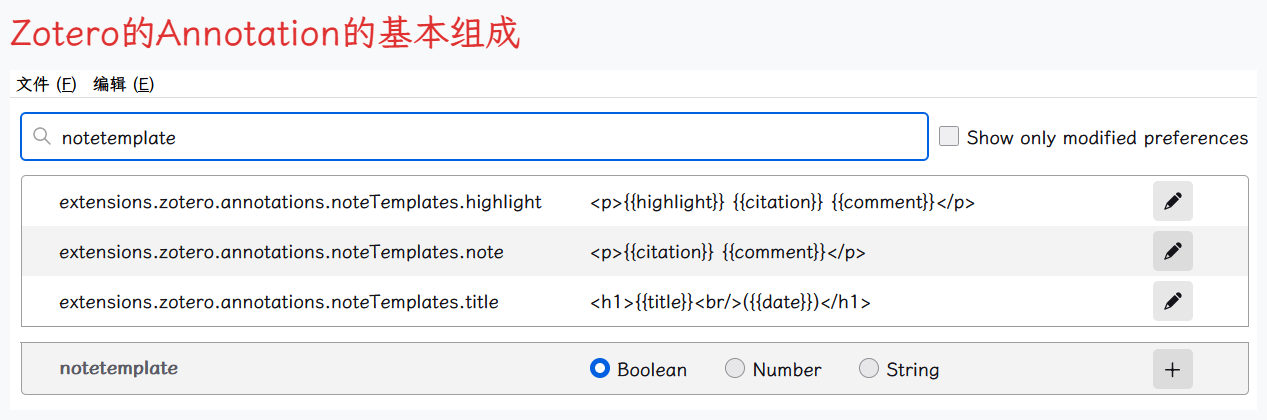 Zotero的Annotation的基本组成
文件 (F) 编辑 (E)
notetemplate Show only modified preferences
extensions.zotero.annotations.noteTemplates.highlight <p>{{highlight}} {{citation}} {{comment}}</p>
extensions.zotero.annotations.noteTemplates.note <p>{{citation}} {{comment}}</p>
extensions.zotero.annotations.noteTemplates.title <h1>{{title}}<br/>({{date}})</h1>
notetemplate Boolean Number String